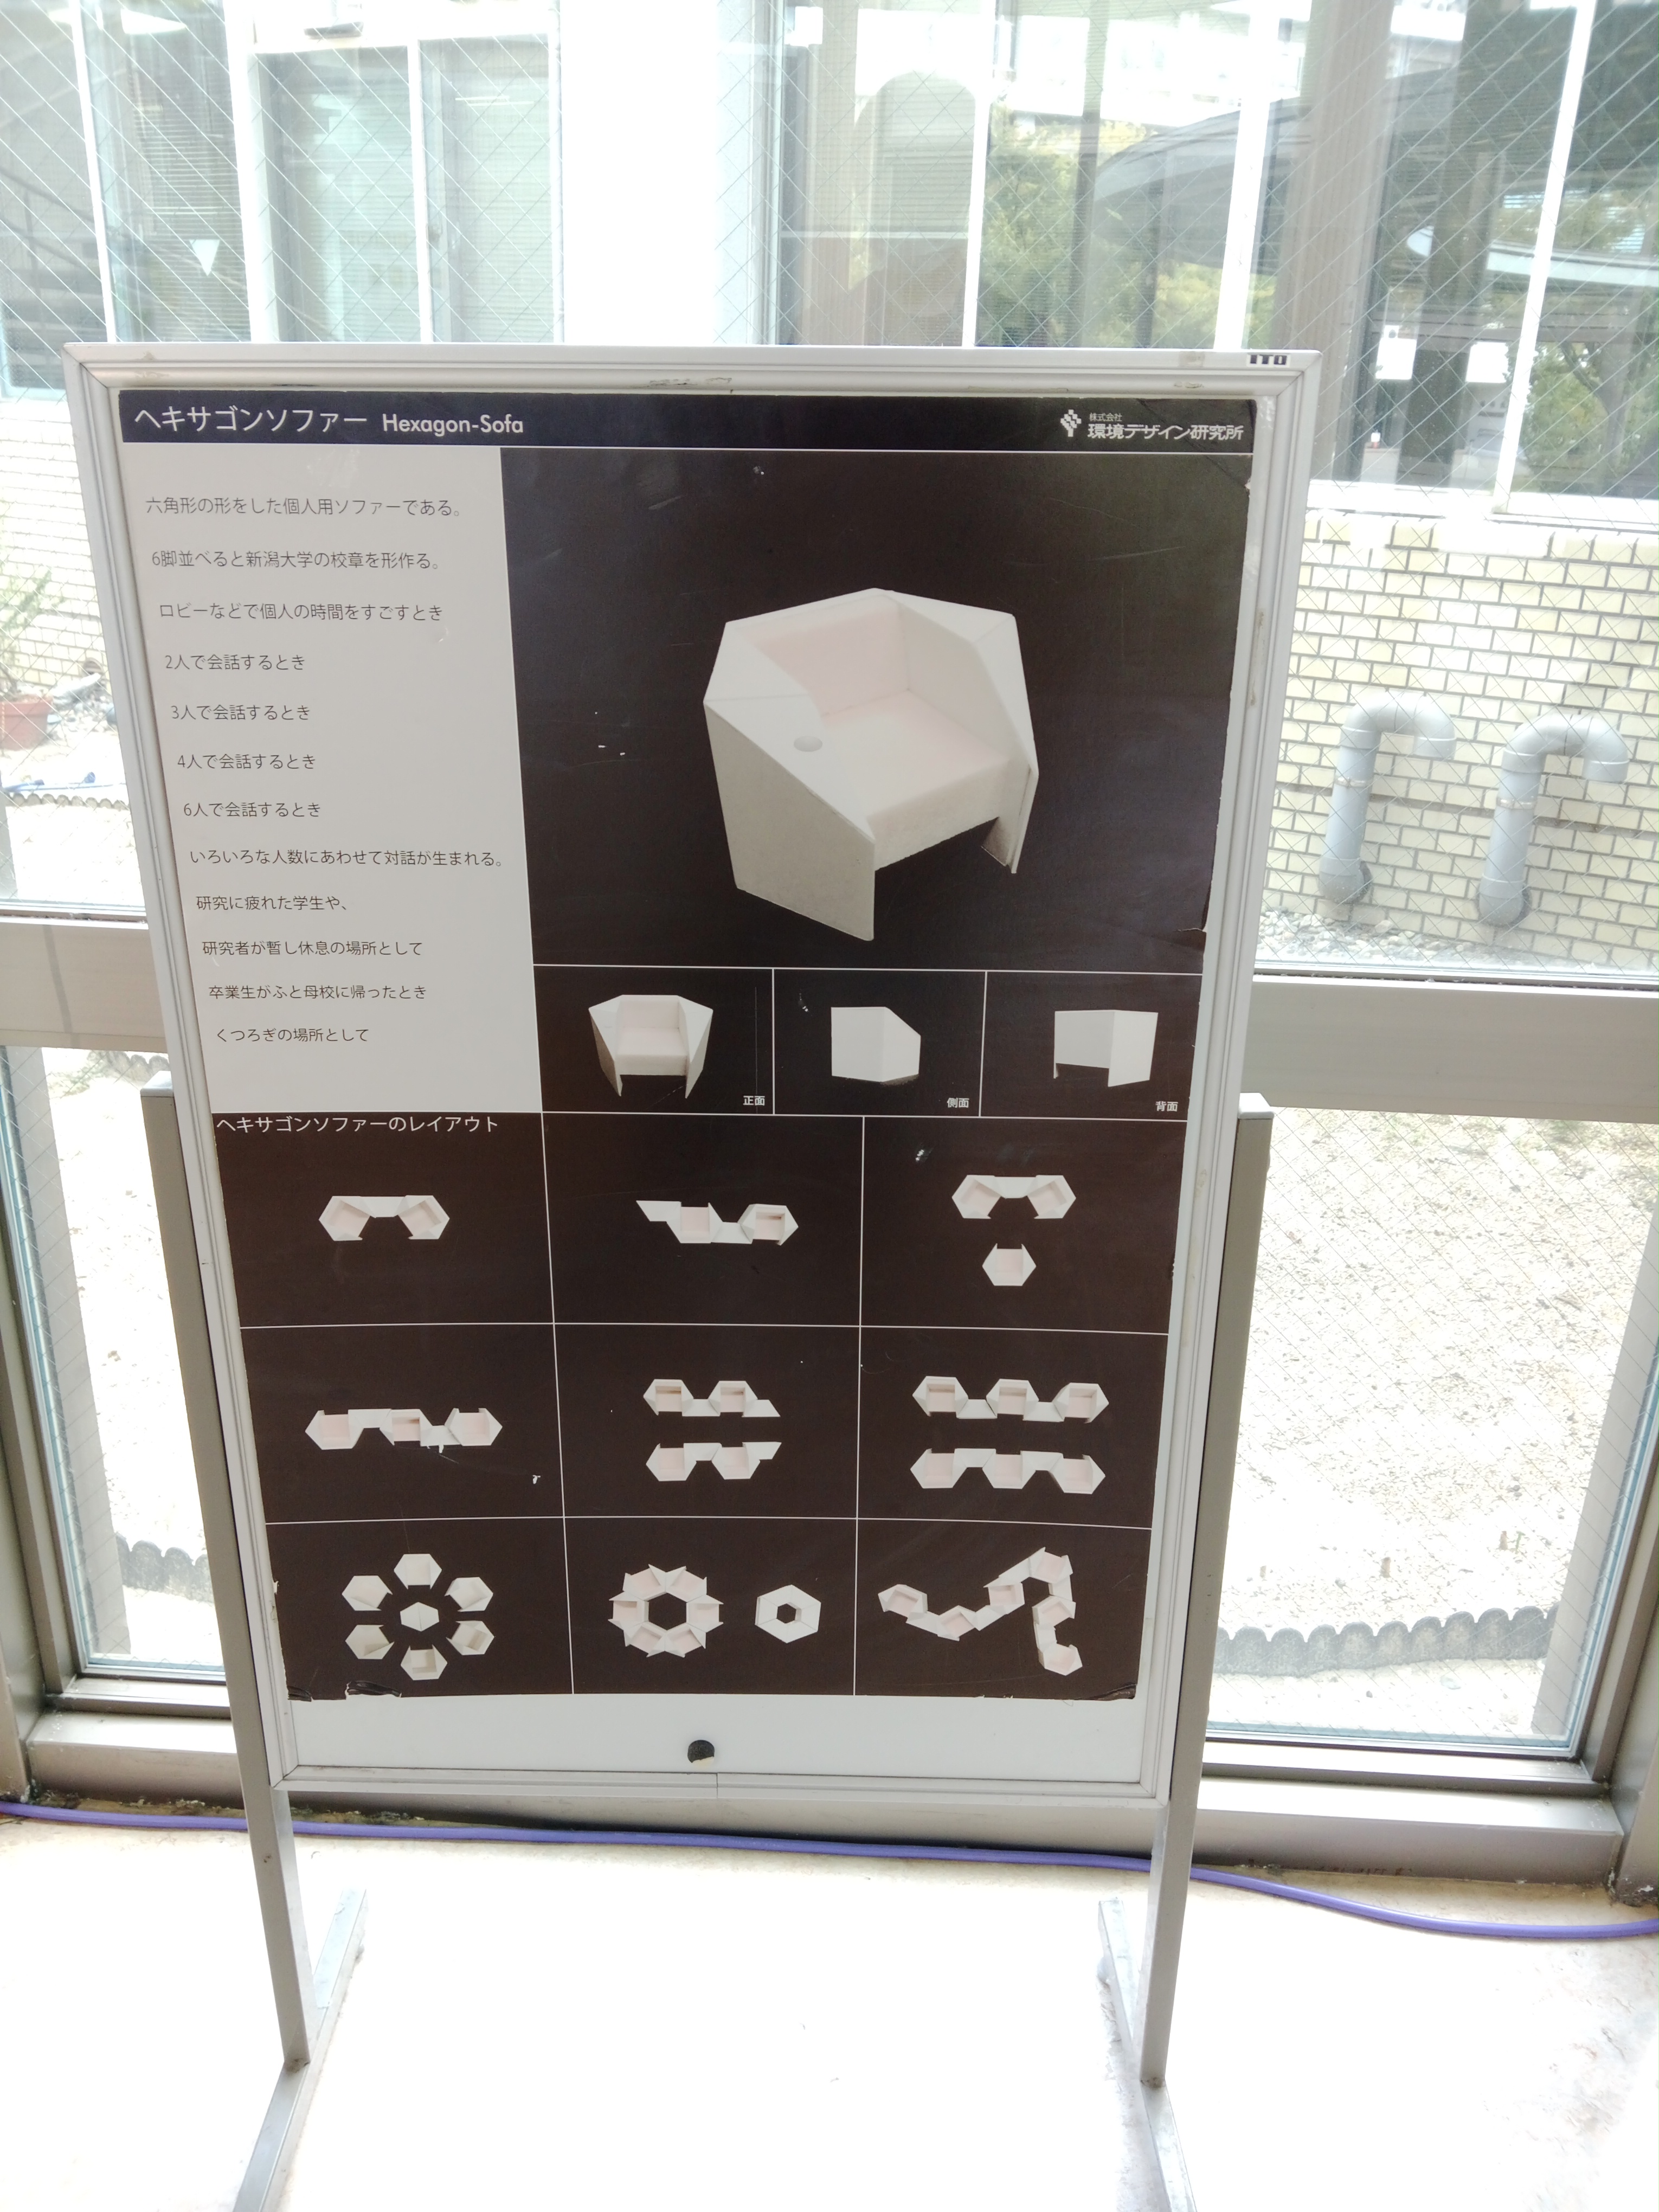 ITO
ヘキサゴンソファー Hexagon-Sofa
株式会社
環境デザイン研究所
六角形の形をした個人用ソファーである。
6脚並べると新潟大学の校章を形作る。
ロビーなどで個人の時間をすごすとき
2人で会話するとき
3人で会話するとき
4人で会話するとき
6人で会話するとき
いろいろな人数にあわせて対話が生まれる。
研究に疲れた学生や、
研究者が暫し休息の場所として
卒業生がふと母校に帰ったとき
くつろぎの場所として
正面
側面
背面
ヘキサゴンソファーのレイアウト